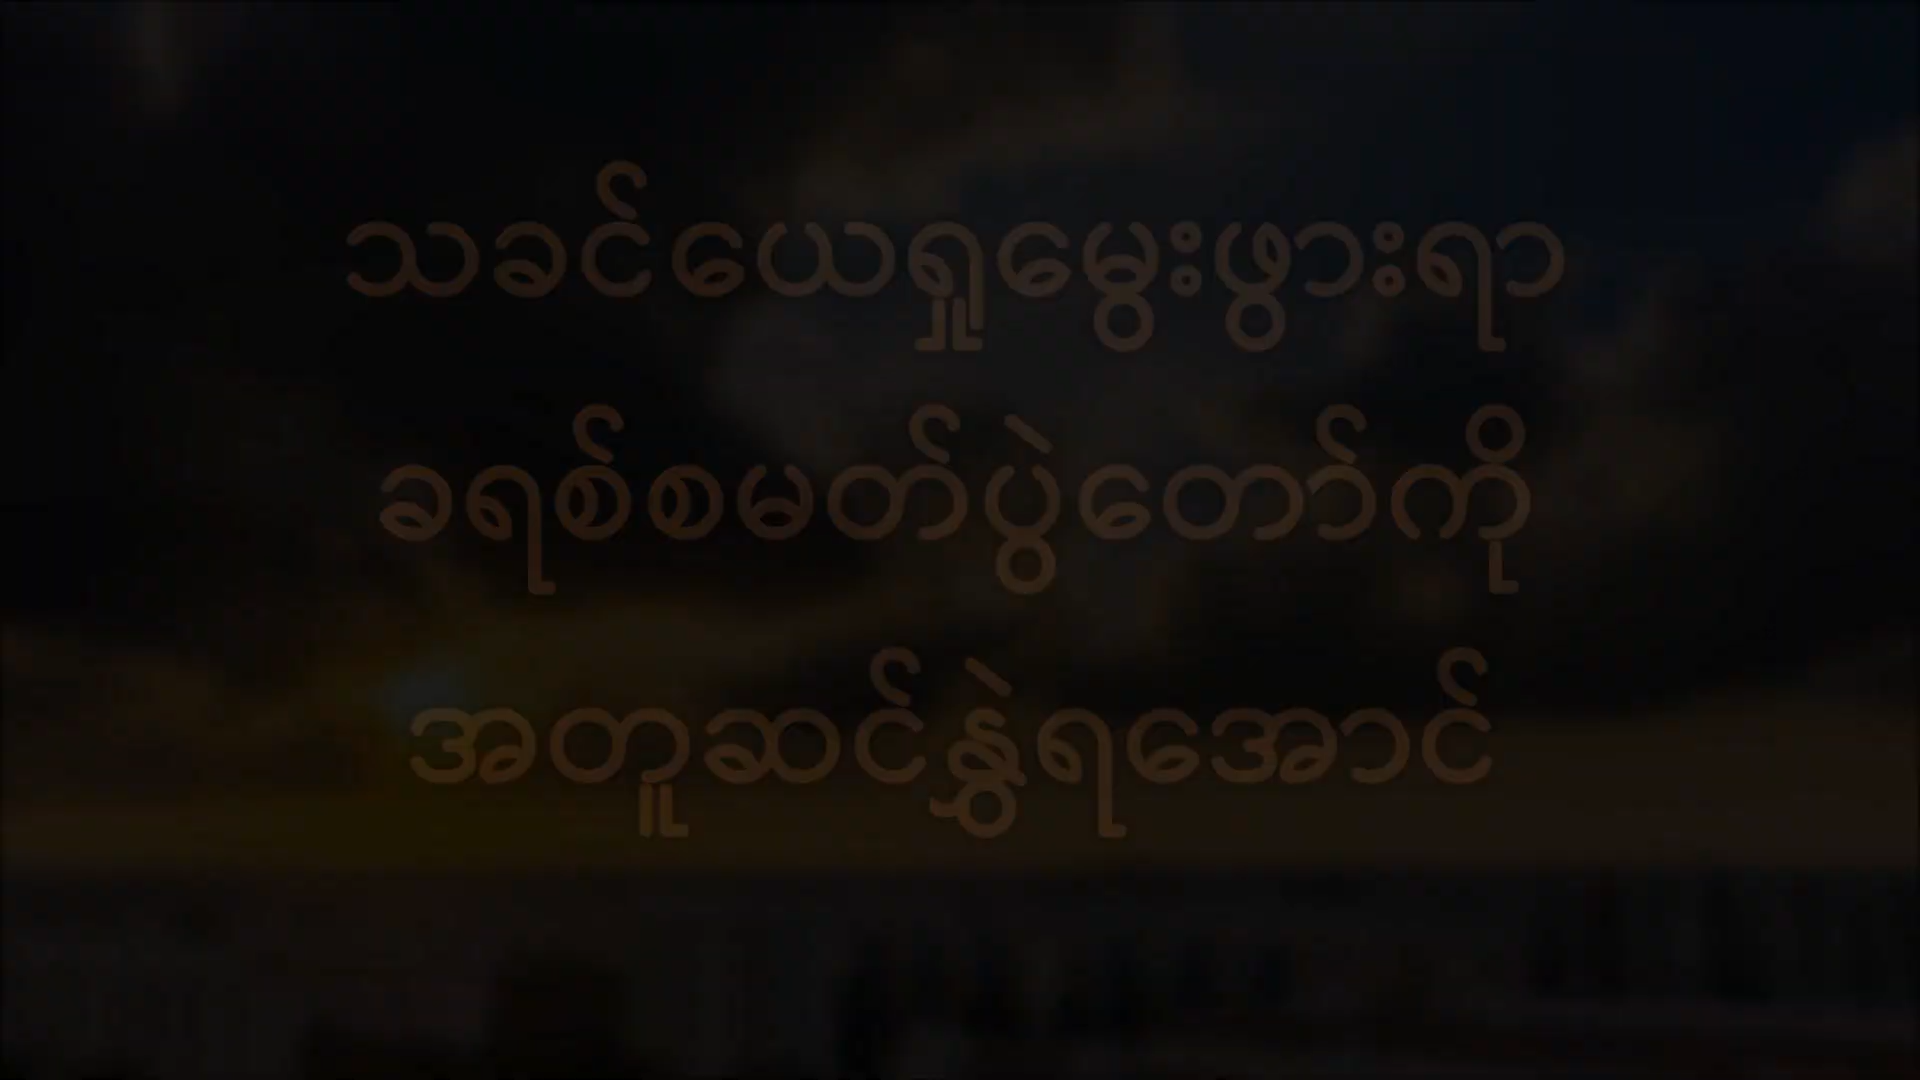 သခင်ယေရှုမွေးဖွားရာ
ခရစ်စမတ်ပွဲတော်ကို
အတူဆင်နွှဲရအောင်